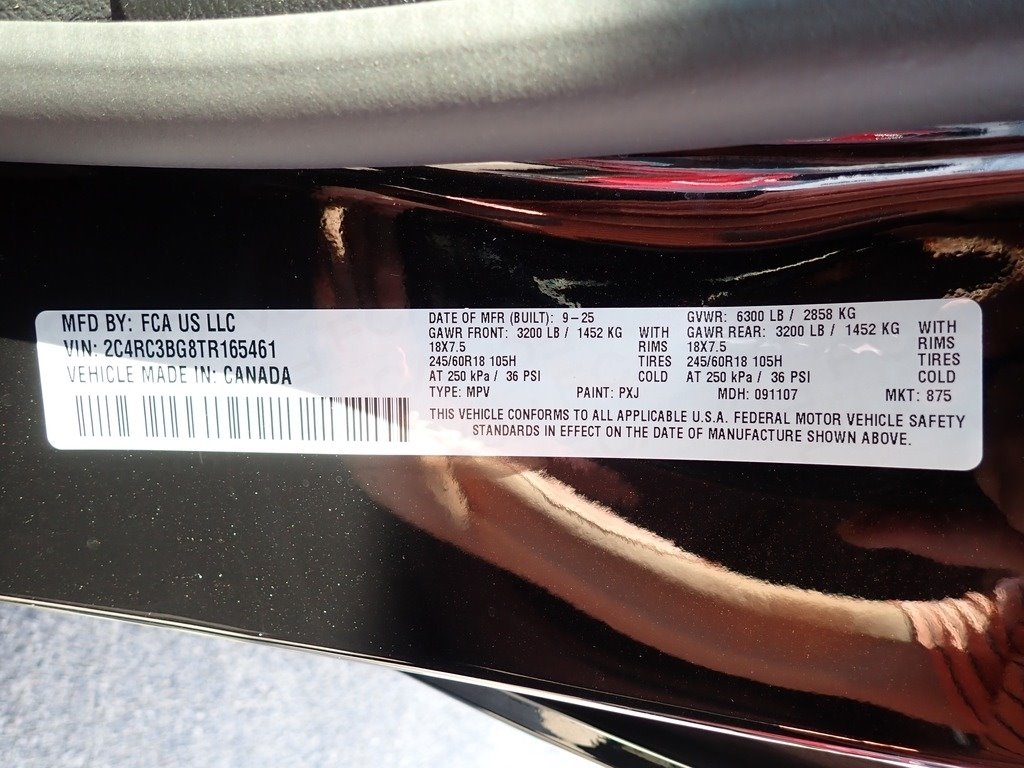 MFD BY: FCA US LLC
VIN: 2C4RC3BG8TR165461
VEHICLE MADE IN: CANADA
DATE OF MFR (BUILT): 9-25
GAWR FRONT: 3200 LB / 1452 KG WITH
18X7.5 RIMS
245/60R18 105H TIRES
AT 250 kPa / 36 PSI COLD
GVWR: 6300 LB / 2858 KG
GAWR REAR: 3200 LB / 1452 KG WITH
18X7.5 RIMS
245/60R18 105H TIRES
AT 250 kPa / 36 PSI COLD
TYPE: MPV PAINT: PXJ MDH: 091107 MKT: 875
THIS VEHICLE CONFORMS TO ALL APPLICABLE U.S.A. FEDERAL MOTOR VEHICLE SAFETY
STANDARDS IN EFFECT ON THE DATE OF MANUFACTURE SHOWN ABOVE.